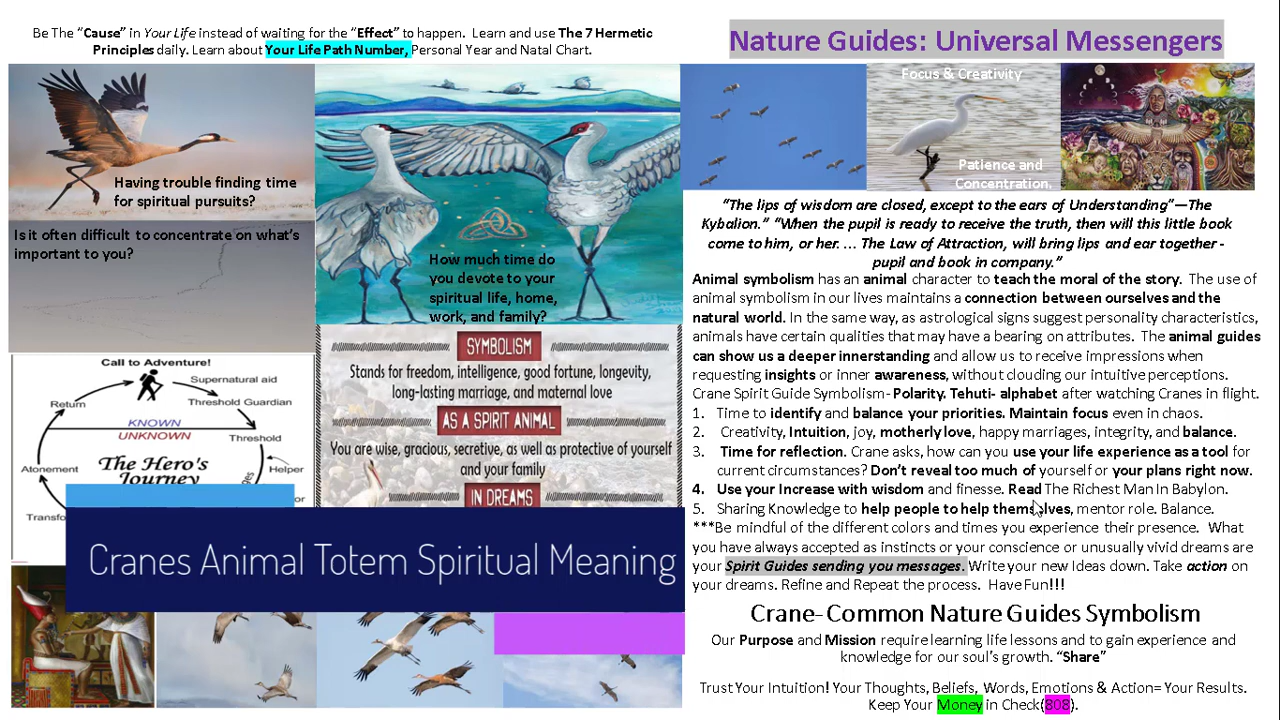 Be The “Cause” in Your Life instead of waiting for the “Effect” to happen. Learn and use The 7 Hermetic
Principles daily. Learn about Your Life Path Number, Personal Year and Natal Chart.
Having trouble finding time
for spiritual pursuits?
Is it often difficult to concentrate on what’s
important to you?
How much time do
you devote to your
spiritual life, home,
work, and family?
Call to Adventure!
Supernatural aid
Return
Threshold Guardian
KNOWN
UNKNOWN
Threshold
Atonement
The Hero's
Journey
Helper
SYMBOLISM
Stands for freedom, intelligence, good fortune, longevity,
long-lasting marriage, and maternal love
AS A SPIRIT ANIMAL
You are wise, gracious, secretive, as well as protective of yourself
and your family
IN DREAMS
Cranes Animal Totem Spiritual Meaning
Nature Guides: Universal Messengers
Focus & Creativity
Patience and
Concentration.
“The lips of wisdom are closed, except to the ears of Understanding”—The
Kybalion.” “When the pupil is ready to receive the truth, then will this little book
come to him, or her. … The Law of Attraction, will bring lips and ear together -
pupil and book in company.”
Animal symbolism has an animal character to teach the moral of the story. The use of
animal symbolism in our lives maintains a connection between ourselves and the
natural world. In the same way, as astrological signs suggest personality characteristics,
animals have certain qualities that may have a bearing on attributes. The animal guides
can show us a deeper innerstanding and allow us to receive impressions when
requesting insights or inner awareness, without clouding our intuitive perceptions.
Crane Spirit Guide Symbolism- Polarity. Tehuti- alphabet after watching Cranes in flight.
1. Time to identify and balance your priorities. Maintain focus even in chaos.
2. Creativity, Intuition, joy, motherly love, happy marriages, integrity, and balance.
3. Time for reflection. Crane asks, how can you use your life experience as a tool for
current circumstances? Don’t reveal too much of yourself or your plans right now.
4. Use your Increase with wisdom and finesse. Read The Richest Man In Babylon.
5. Sharing Knowledge to help people to help themselves, mentor role. Balance.
***Be mindful of the different colors and times you experience their presence. What
you have always accepted as instincts or your conscience or unusually vivid dreams are
your Spirit Guides sending you messages. Write your new Ideas down. Take action on
your dreams. Refine and Repeat the process. Have Fun!!!
Crane- Common Nature Guides Symbolism
Our Purpose and Mission require learning life lessons and to gain experience and
knowledge for our soul’s growth. “Share”
Trust Your Intuition! Your Thoughts, Beliefs, Words, Emotions & Action= Your Results.
Keep Your Money in Check(808).